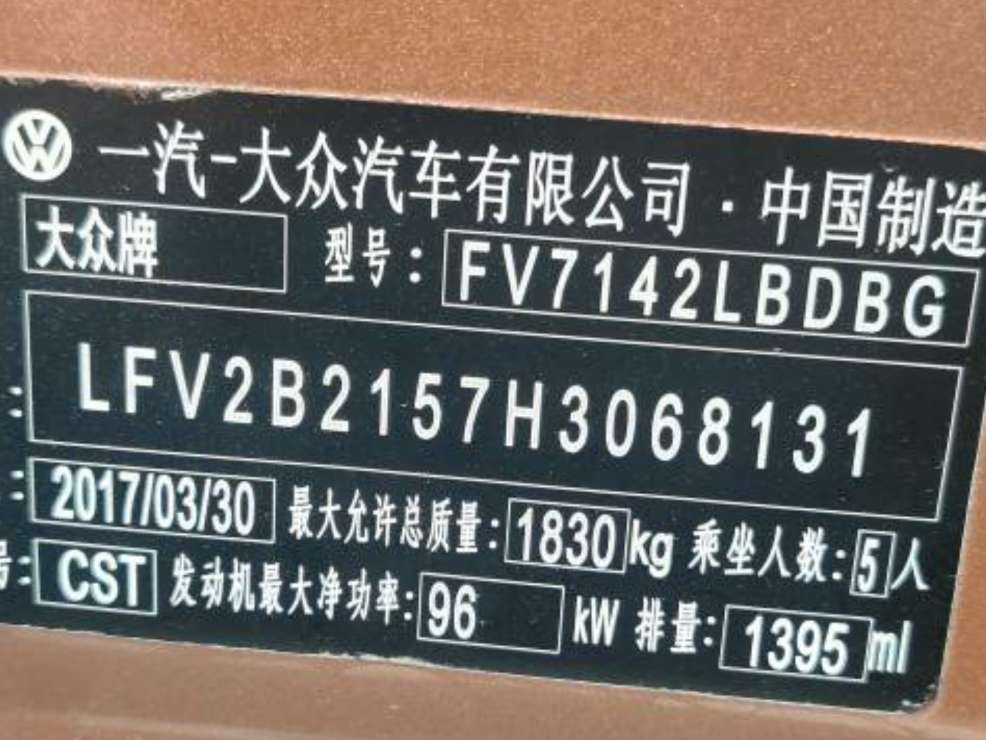 一汽-大众汽车有限公司·中国制造
大众牌 型号: FV7142LBDBG
: LFV2B2157H3068131
: 2017/03/30 最大允许总质量: 1830 kg 乘坐人数: 5 人
号: CST 发动机最大净功率: 96 kW 排量: 1395 ml